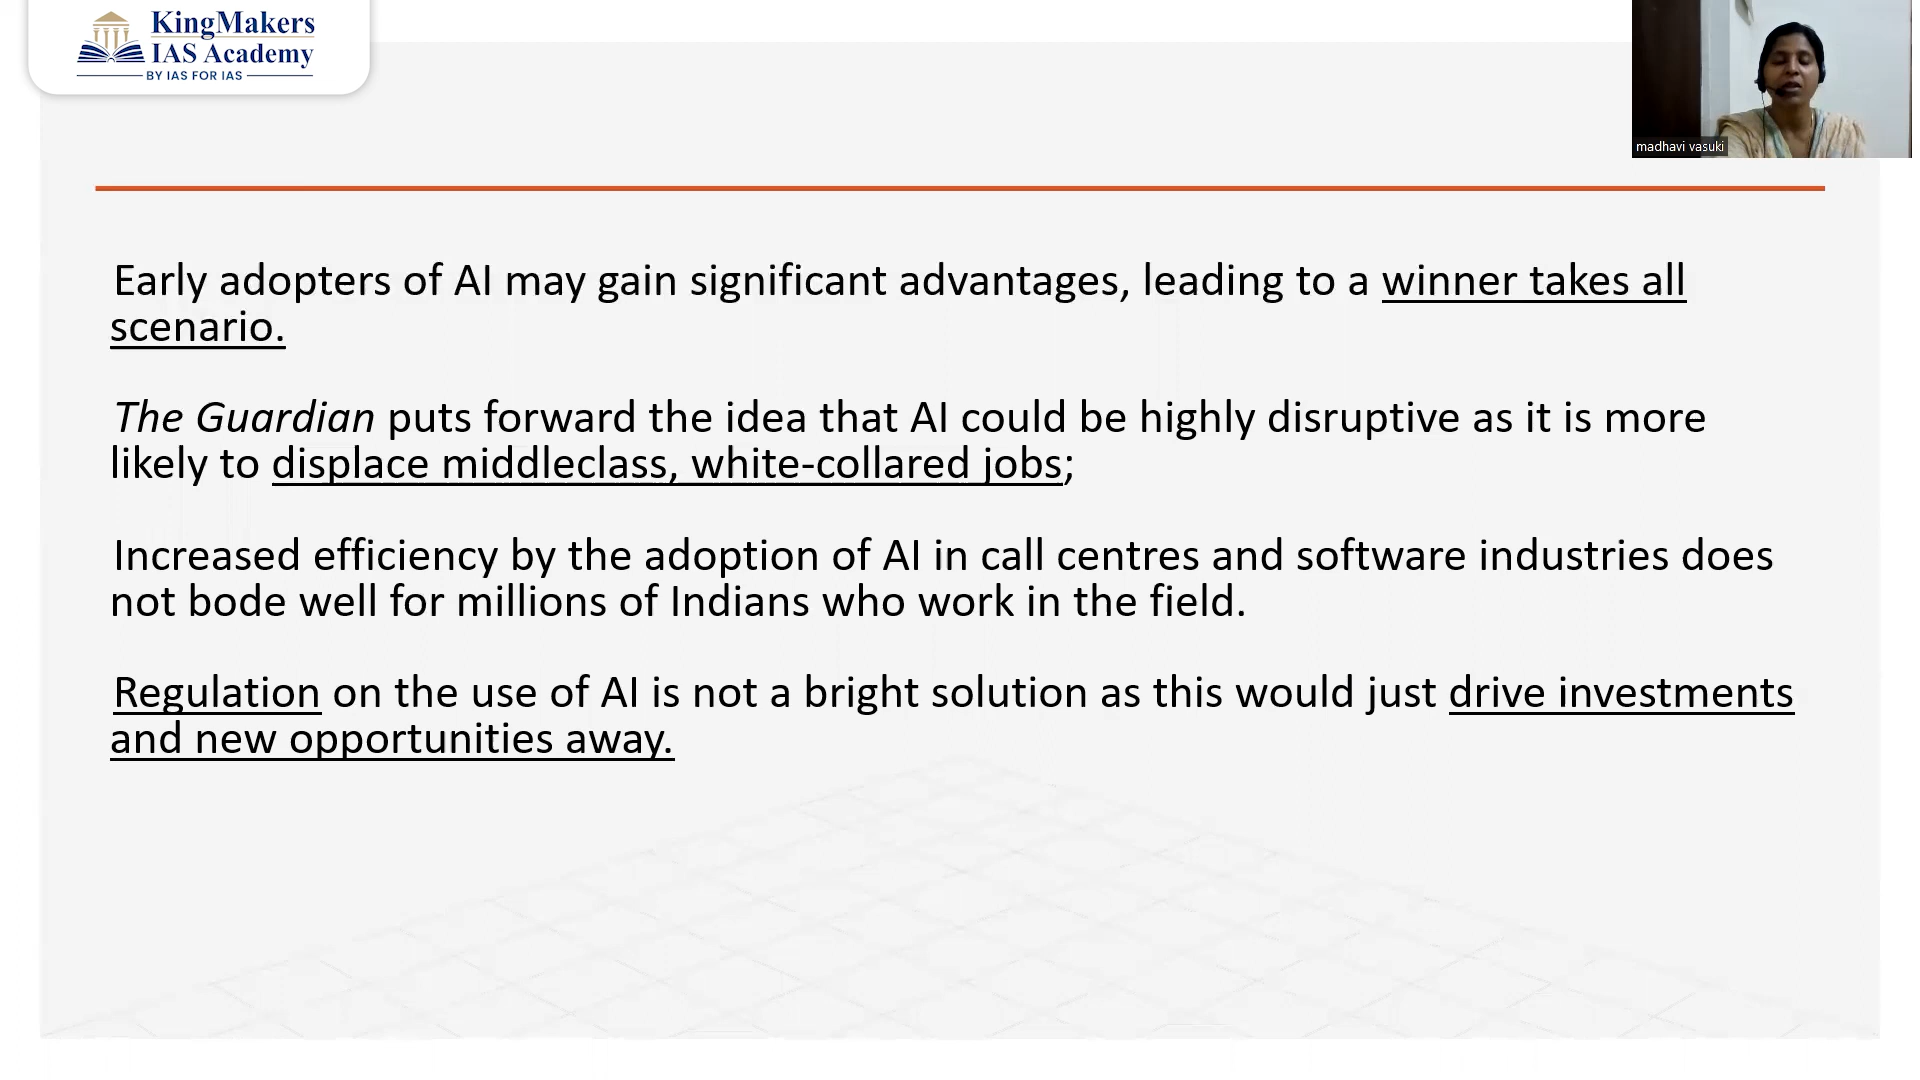 KingMakers
IAS Academy
BY IAS FOR IAS
madhavi vasuki
Early adopters of AI may gain significant advantages, leading to a winner takes all
scenario.
The Guardian puts forward the idea that AI could be highly disruptive as it is more
likely to displace middleclass, white-collared jobs;
Increased efficiency by the adoption of AI in call centres and software industries does
not bode well for millions of Indians who work in the field.
Regulation on the use of AI is not a bright solution as this would just drive investments
and new opportunities away.